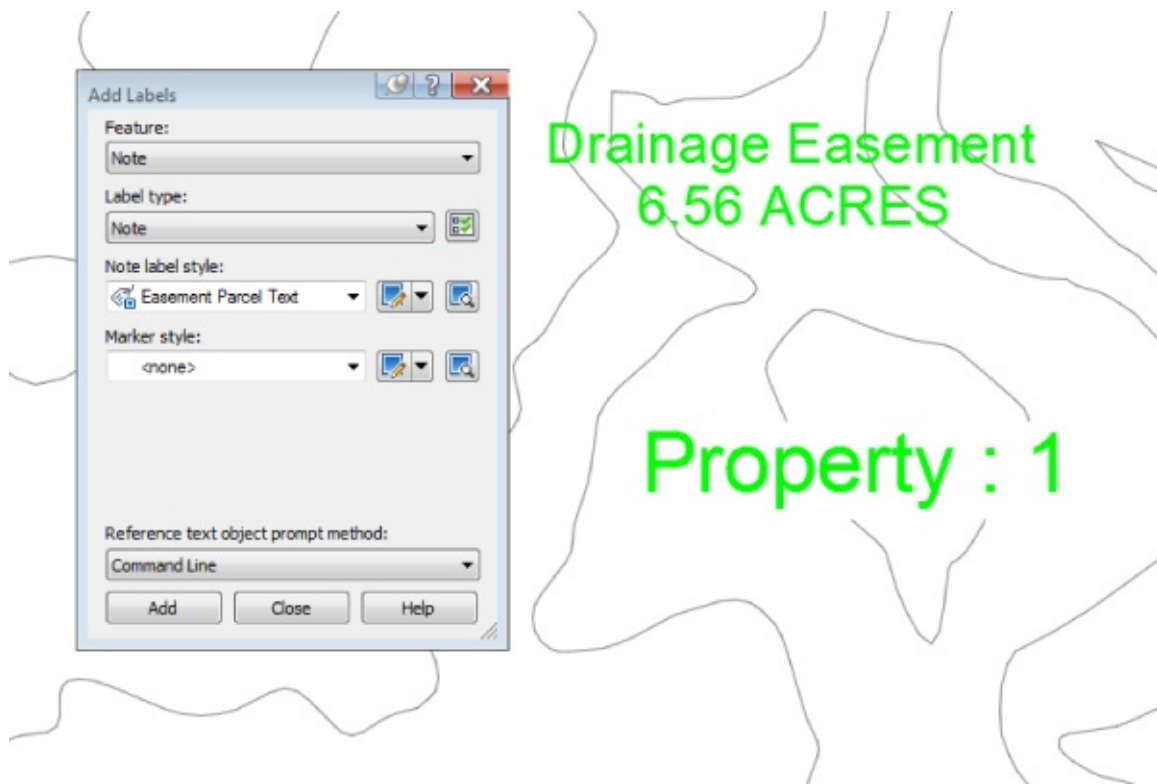 Add Labels
Feature:
Note
Label type:
Note
Note label style:
Easement Parcel Text
Marker style:
<none>
Reference text object prompt method:
Command Line
Add
Close
Help
Drainage Easement
6.56 ACRES
Property : 1